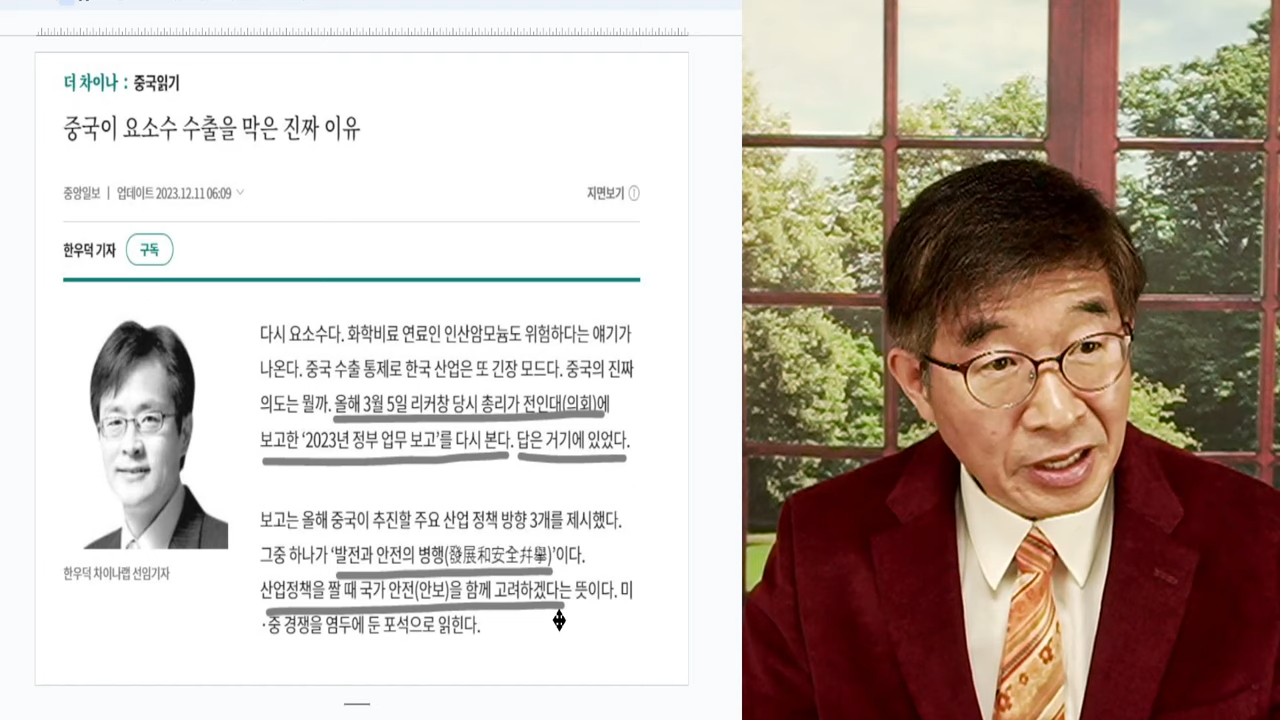 더 차이나 : 중국읽기
중국이 요소수 수출을 막은 진짜 이유
중앙일보 | 업데이트 2023.12.11 06:09
지면보기
한우덕 기자
구독
다시 요소수다. 화학비료 연료인 인산암모늄도 위험하다는 얘기가
나온다. 중국 수출 통제로 한국 산업은 또 긴장 모드다. 중국의 진짜
의도는 뭘까. 올해 3월 5일 리커창 당시 총리가 전인대(의회)에
보고한 ‘2023년 정부 업무 보고’를 다시 본다. 답은 거기에 있었다.
보고는 올해 중국이 추진할 주요 산업 정책 방향 3개를 제시했다.
그중 하나가 ‘발전과 안전의 병행(發展和安全幷擧)’이다.
산업정책을 짤 때 국가 안전(안보)을 함께 고려하겠다는 뜻이다. 미
·중 경쟁을 염두에 둔 포석으로 읽힌다.
한우덕 차이나랩 선임기자